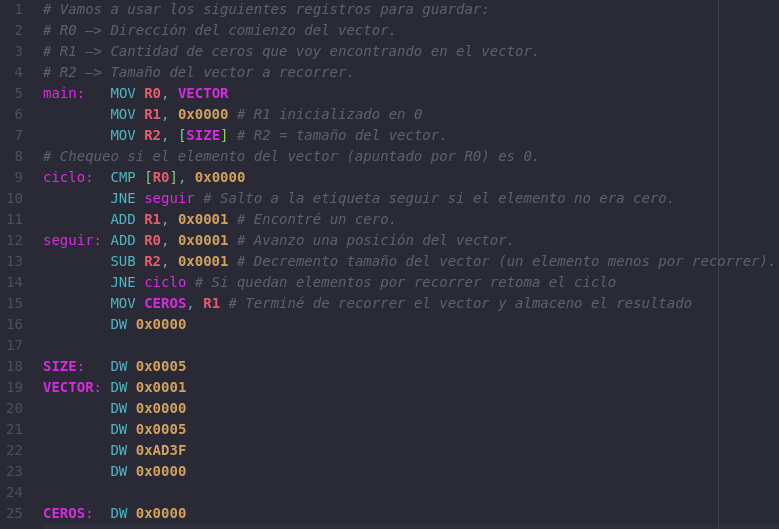 1 # Vamos a usar los siguientes registros para guardar:
2 # R0 —> Dirección del comienzo del vector.
3 # R1 —> Cantidad de ceros que voy encontrando en el vector.
4 # R2 —> Tamaño del vector a recorrer.
5 main: MOV R0, VECTOR
6 MOV R1, 0x0000 # R1 inicializado en 0
7 MOV R2, [SIZE] # R2 = tamaño del vector.
8 # Chequeo si el elemento del vector (apuntado por R0) es 0.
9 ciclo: CMP [R0], 0x0000
10 JNE seguir # Salto a la etiqueta seguir si el elemento no era cero.
11 ADD R1, 0x0001 # Encontré un cero.
12 seguir: ADD R0, 0x0001 # Avanzo una posición del vector.
13 SUB R2, 0x0001 # Decremento tamaño del vector (un elemento menos por recorrer).
14 JNE ciclo # Si quedan elementos por recorrer retoma el ciclo
15 MOV CEROS, R1 # Terminé de recorrer el vector y almaceno el resultado
16 DW 0x0000
17
18 SIZE: DW 0x0005
19 VECTOR: DW 0x0001
20 DW 0x0000
21 DW 0x0005
22 DW 0xAD3F
23 DW 0x0000
24
25 CEROS: DW 0x0000